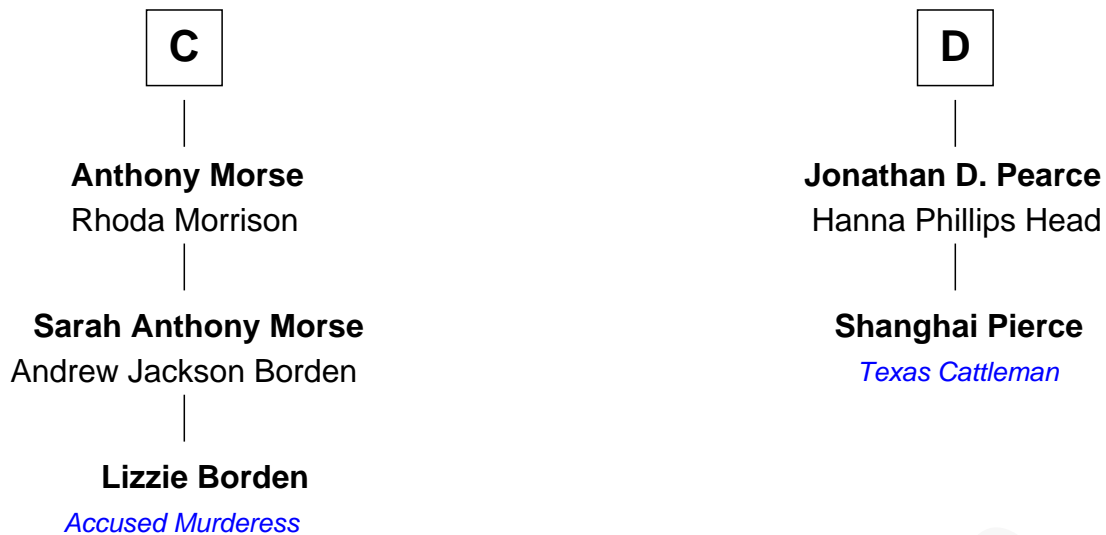 C
Anthony Morse
Rhoda Morrison
Sarah Anthony Morse
Andrew Jackson Borden
Lizzie Borden
Accused Murderess
D
Jonathan D. Pearce
Hanna Phillips Head
Shanghai Pierce
Texas Cattleman